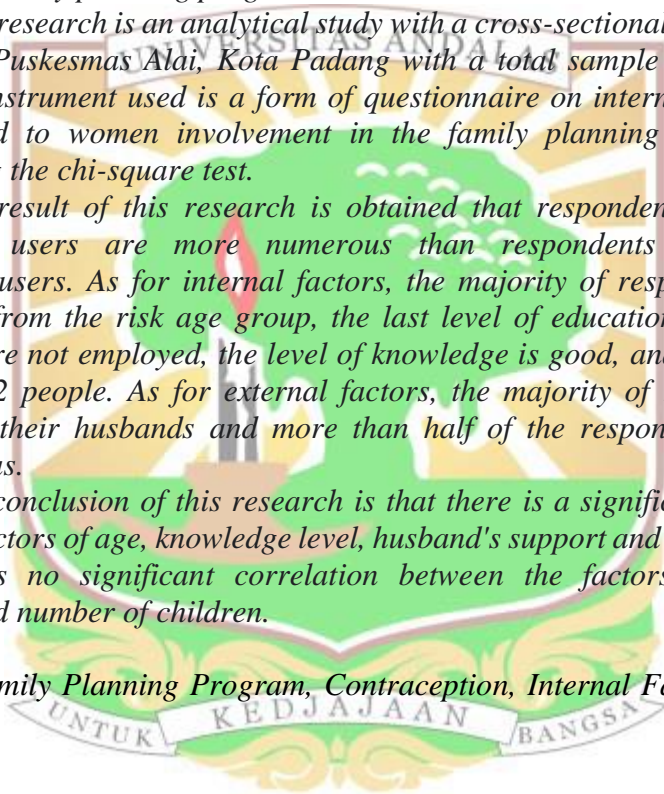 research is an analytical study with a cross-sectional
UNIVERSITAS ANDALAS
Puskesmas Alai, Kota Padang with a total sample
nstrument used is a form of questionnaire on intern
d to women involvement in the family planning
the chi-square test.
result of this research is obtained that responden
users are more numerous than respondents
users. As for internal factors, the majority of resp
from the risk age group, the last level of education
re not employed, the level of knowledge is good, and
2 people. As for external factors, the majority of
their husbands and more than half of the respon
us.
conclusion of this research is that there is a signific
ctors of age, knowledge level, husband's support and
s no significant correlation between the factors
d number of children.
mily Planning Program, Contraception, Internal Fa
UNTUK KEDJAJAAN BANGSA